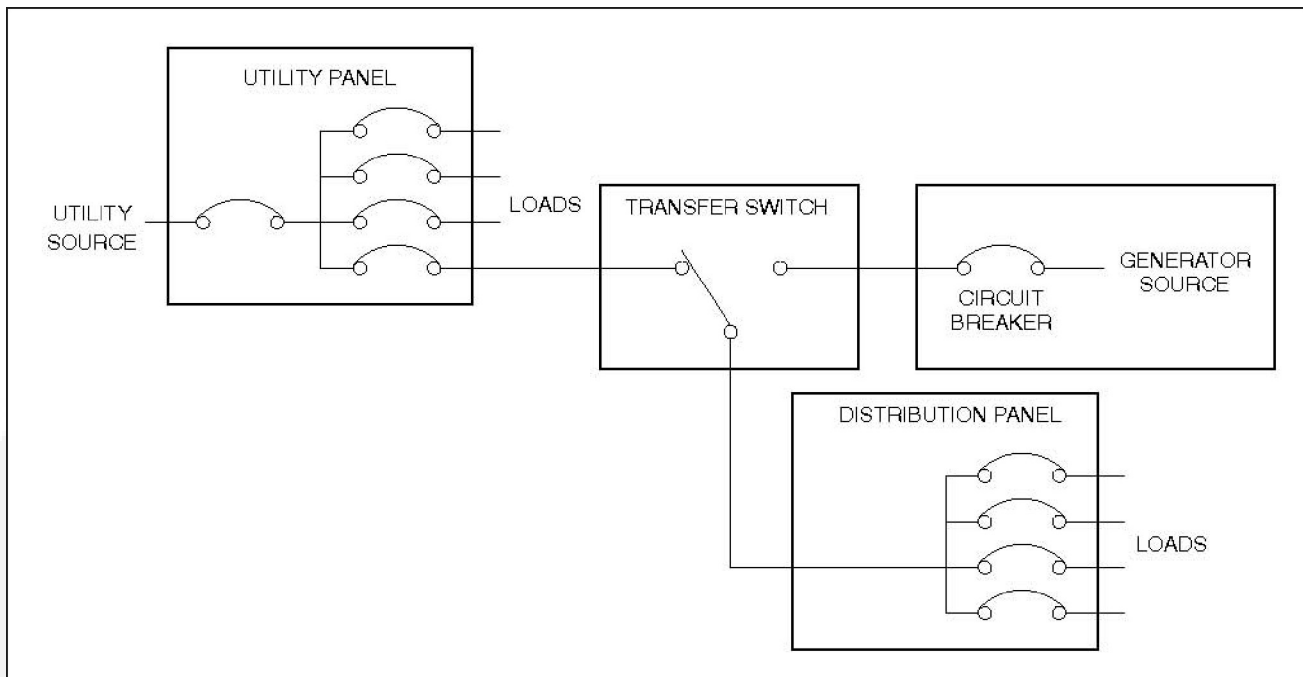 UTILITY PANEL
UTILITY
SOURCE
LOADS
TRANSFER SWITCH
GENERATOR
SOURCE
CIRCUIT
BREAKER
DISTRIBUTION PANEL
LOADS